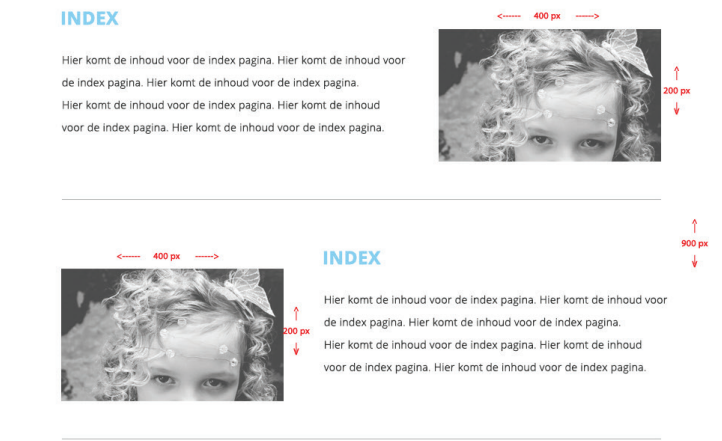 INDEX
<------ 400 px ------>
Hier komt de inhoud voor de index pagina. Hier komt de inhoud voor
de index pagina. Hier komt de inhoud voor de index pagina.
Hier komt de inhoud voor de index pagina. Hier komt de inhoud
voor de index pagina. Hier komt de inhoud voor de index pagina.
200 px
900 px
<------ 400 px ------>
200 px
INDEX
Hier komt de inhoud voor de index pagina. Hier komt de inhoud voor
de index pagina. Hier komt de inhoud voor de index pagina.
Hier komt de inhoud voor de index pagina. Hier komt de inhoud
voor de index pagina. Hier komt de inhoud voor de index pagina.